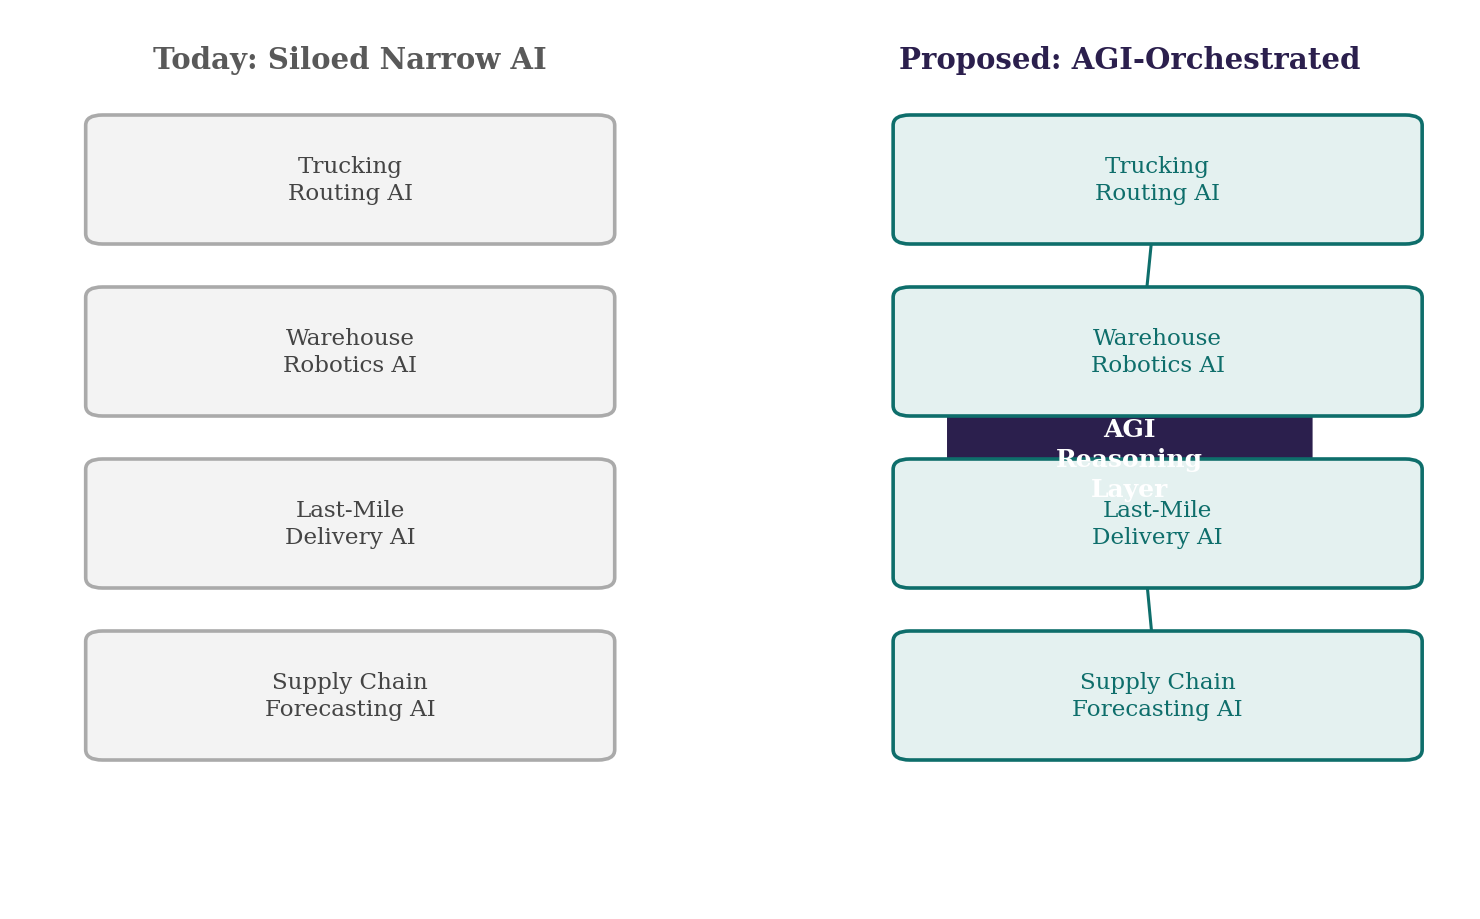 Today: Siloed Narrow AI
Trucking
Routing AI
Warehouse
Robotics AI
Last-Mile
Delivery AI
Supply Chain
Forecasting AI
Proposed: AGI-Orchestrated
Trucking
Routing AI
Warehouse
Robotics AI
AGI
Reasoning
Layer
Last-Mile
Delivery AI
Supply Chain
Forecasting AI